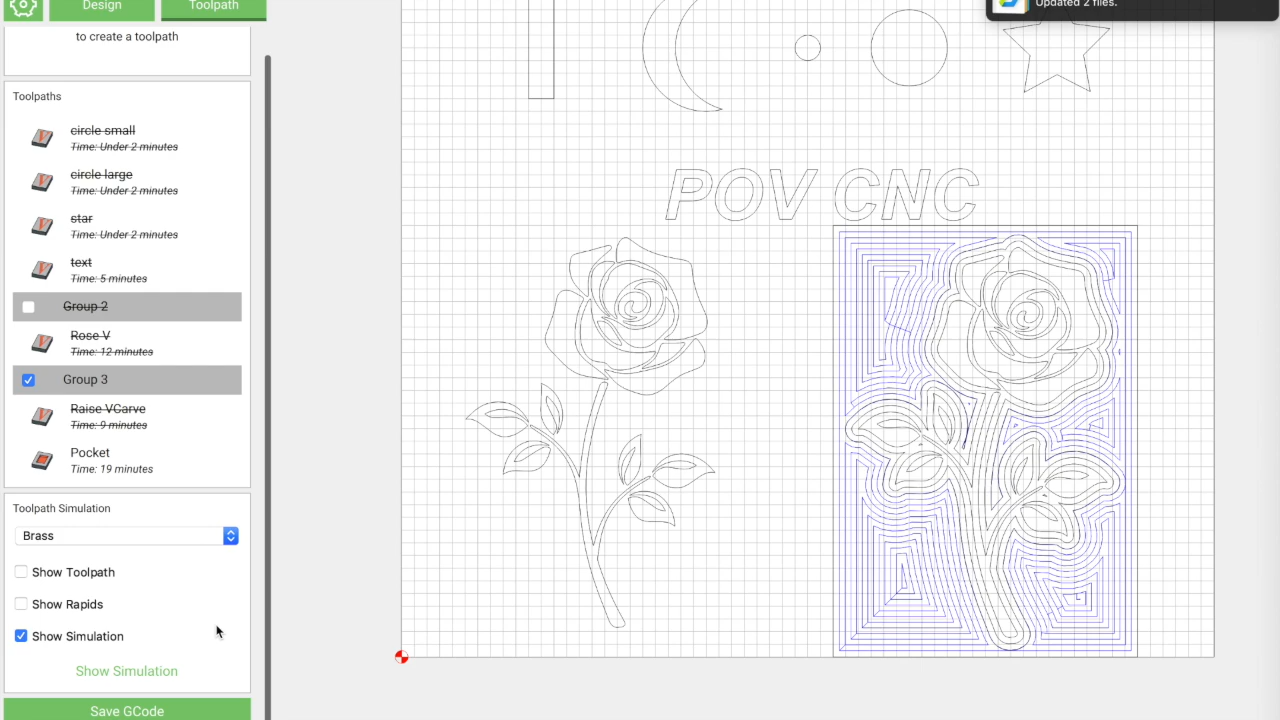 Design
Toolpath
Updated 2 files.
to create a toolpath
Toolpaths
circle small
Time: Under 2 minutes
circle large
Time: Under 2 minutes
star
Time: Under 2 minutes
text
Time: 5 minutes
Group 2
Rose V
Time: 12 minutes
Group 3
Raise VCarve
Time: 9 minutes
Pocket
Time: 19 minutes
Toolpath Simulation
Brass
Show Toolpath
Show Rapids
Show Simulation
Show Simulation
Save GCode
POV CNC